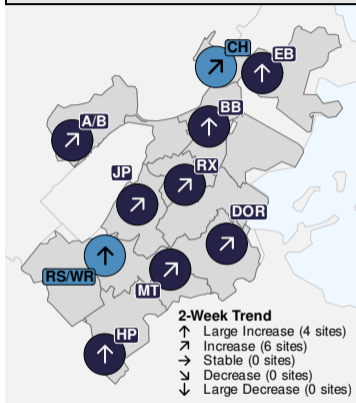 CH
EB
BB
A/B
RX
JP
DOR
RS/WR
MT
HP
2-Week Trend
↑ Large Increase (4 sites)
↗ Increase (6 sites)
→ Stable (0 sites)
↘ Decrease (0 sites)
↓ Large Decrease (0 sites)